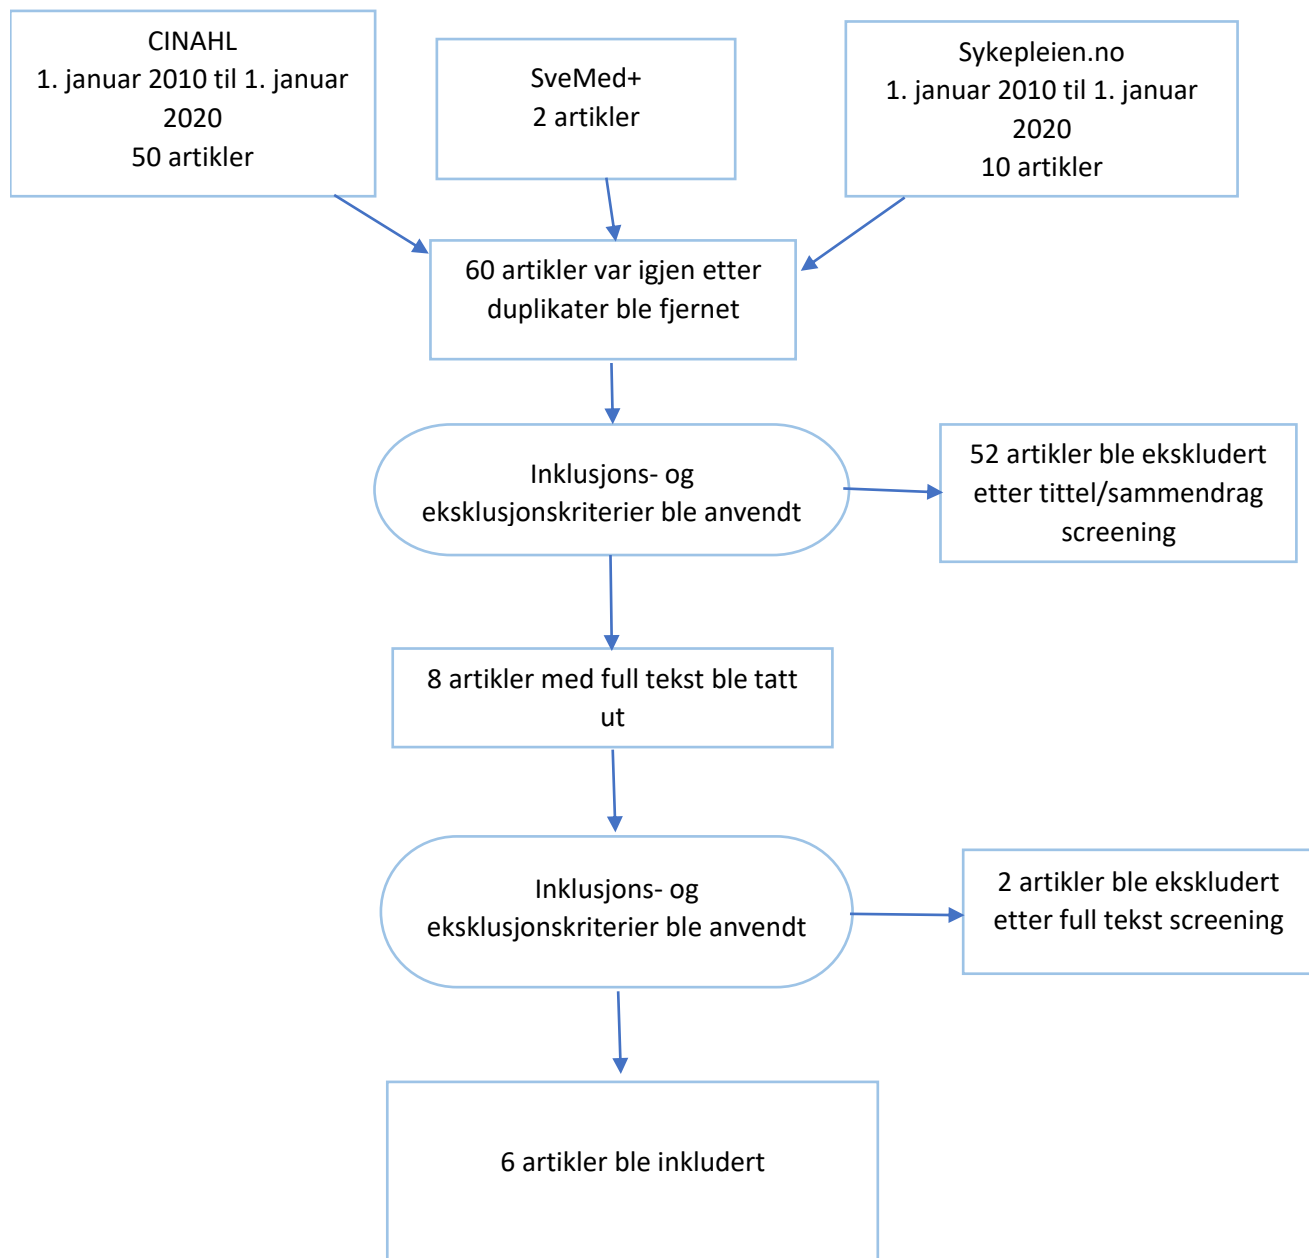 CINAHL
1. januar 2010 til 1. januar
2020
50 artikler
SveMed+
2 artikler
Sykepleien.no
1. januar 2010 til 1. januar
2020
10 artikler
60 artikler var igjen etter
duplikater ble fjernet
Inklusjons- og
eksklusjonskriterier ble anvendt
52 artikler ble ekskludert
etter tittel/sammendrag
screening
8 artikler med full tekst ble tatt
ut
Inklusjons- og
eksklusjonskriterier ble anvendt
2 artikler ble ekskludert
etter full tekst screening
6 artikler ble inkludert